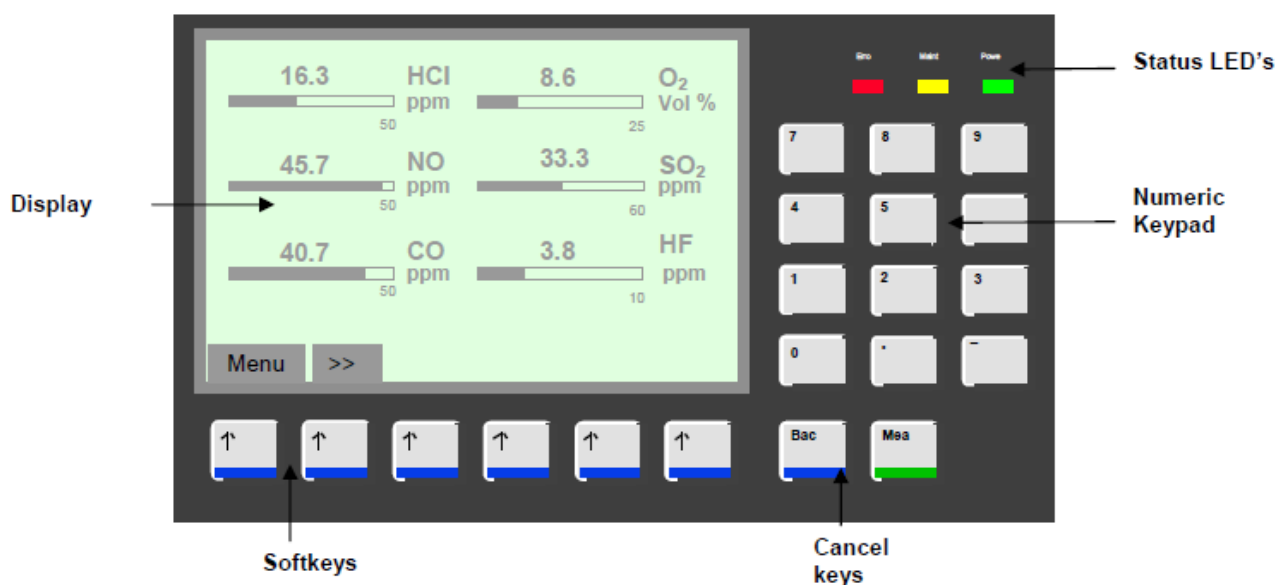 Erro Maint Powe
Status LED's
16.3 HCl 8.6 O₂
ppm Vol %
50 25
7 8 9
45.7 NO 33.3 SO₂
ppm ppm
50 60
Display
4 5
Numeric
Keypad
40.7 CO 3.8 HF
ppm ppm
50 10
1 2 3
Menu >>
0 . –
Bac Mea
Softkeys
Cancel
keys